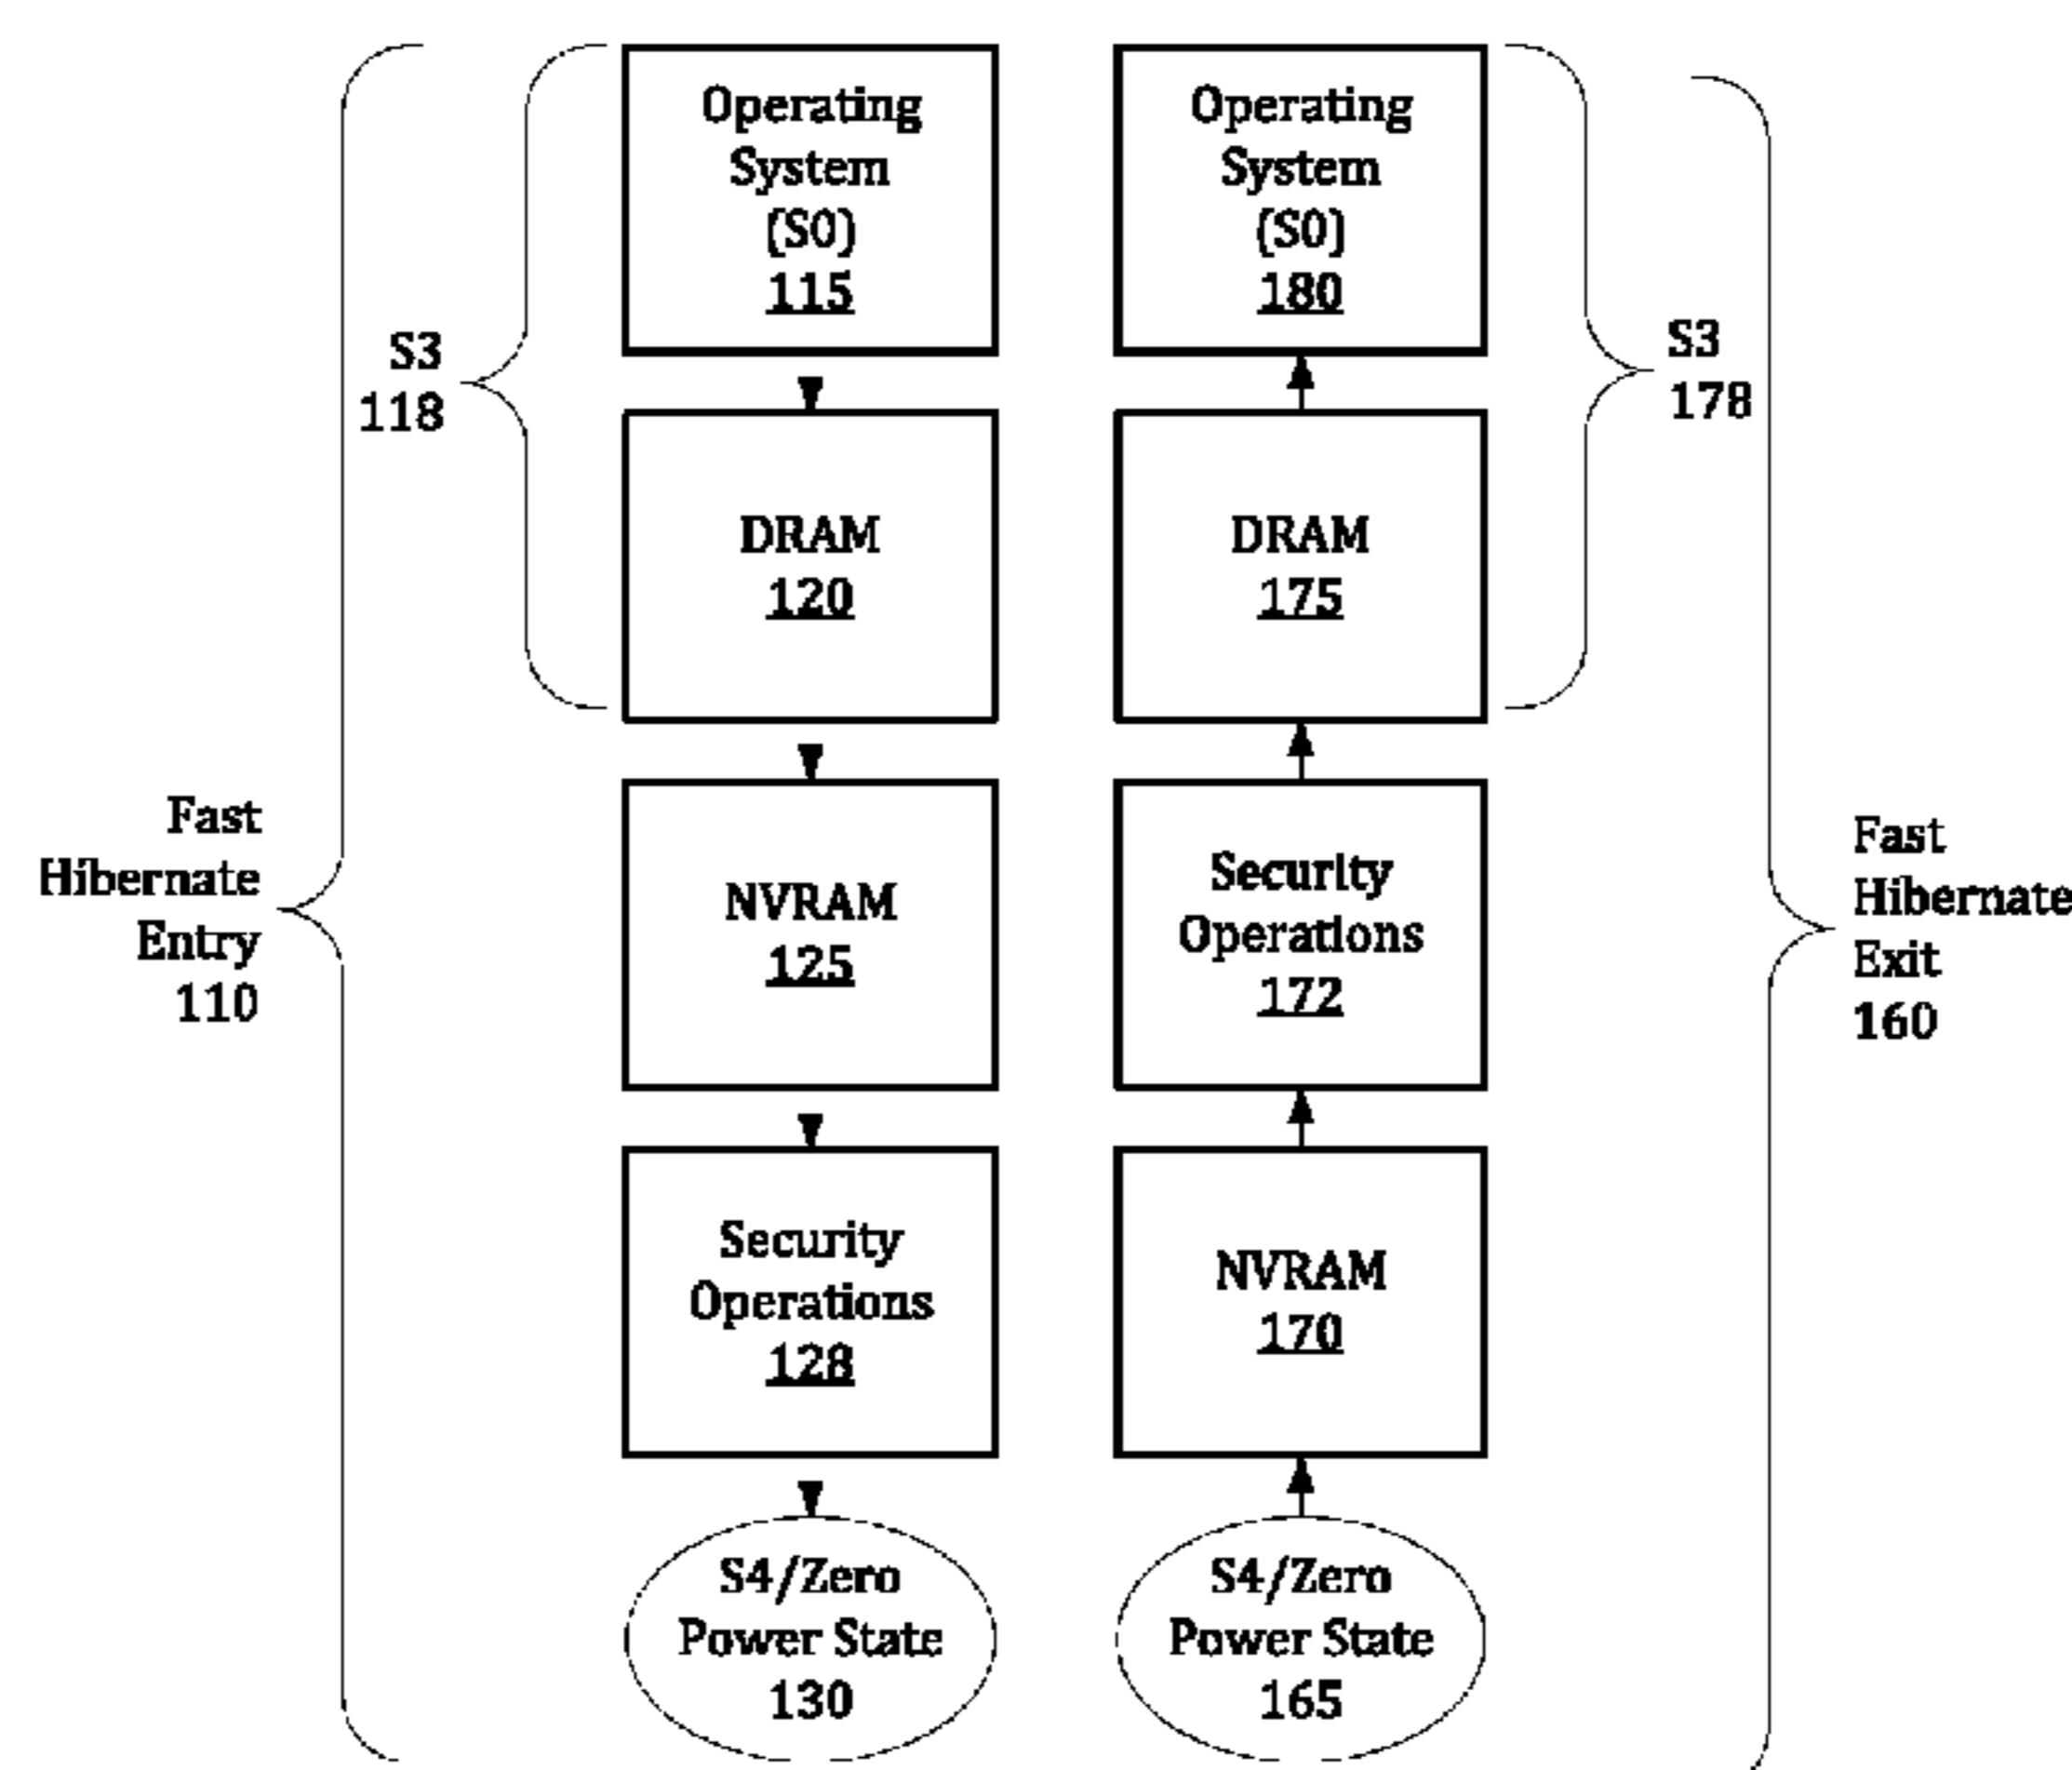 Operating
System
(S0)
115
Operating
System
(S0)
180
S3
118
S3
178
DRAM
120
DRAM
175
Fast
Hibernate
Entry
110
NVRAM
125
Security
Operations
172
Fast
Hibernate
Exit
160
Security
Operations
128
NVRAM
170
S4/Zero
Power State
130
S4/Zero
Power State
165